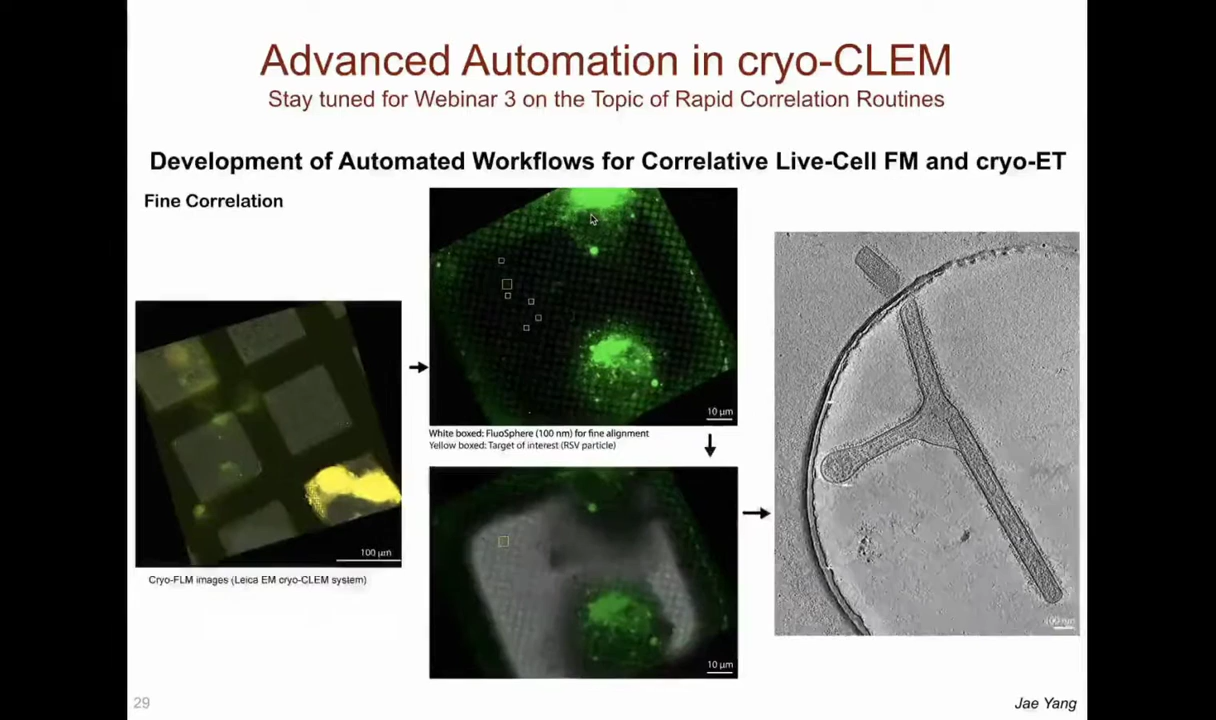 Advanced Automation in cryo-CLEM
Stay tuned for Webinar 3 on the Topic of Rapid Correlation Routines
Development of Automated Workflows for Correlative Live-Cell FM and cryo-ET
Fine Correlation
100 µm
Cryo-FLM images (Leica EM cryo-CLEM system)
10 µm
White boxed: FluoSphere (100 nm) for fine alignment
Yellow boxed: Target of interest (RSV particle)
10 µm
100 nm
29
Jae Yang